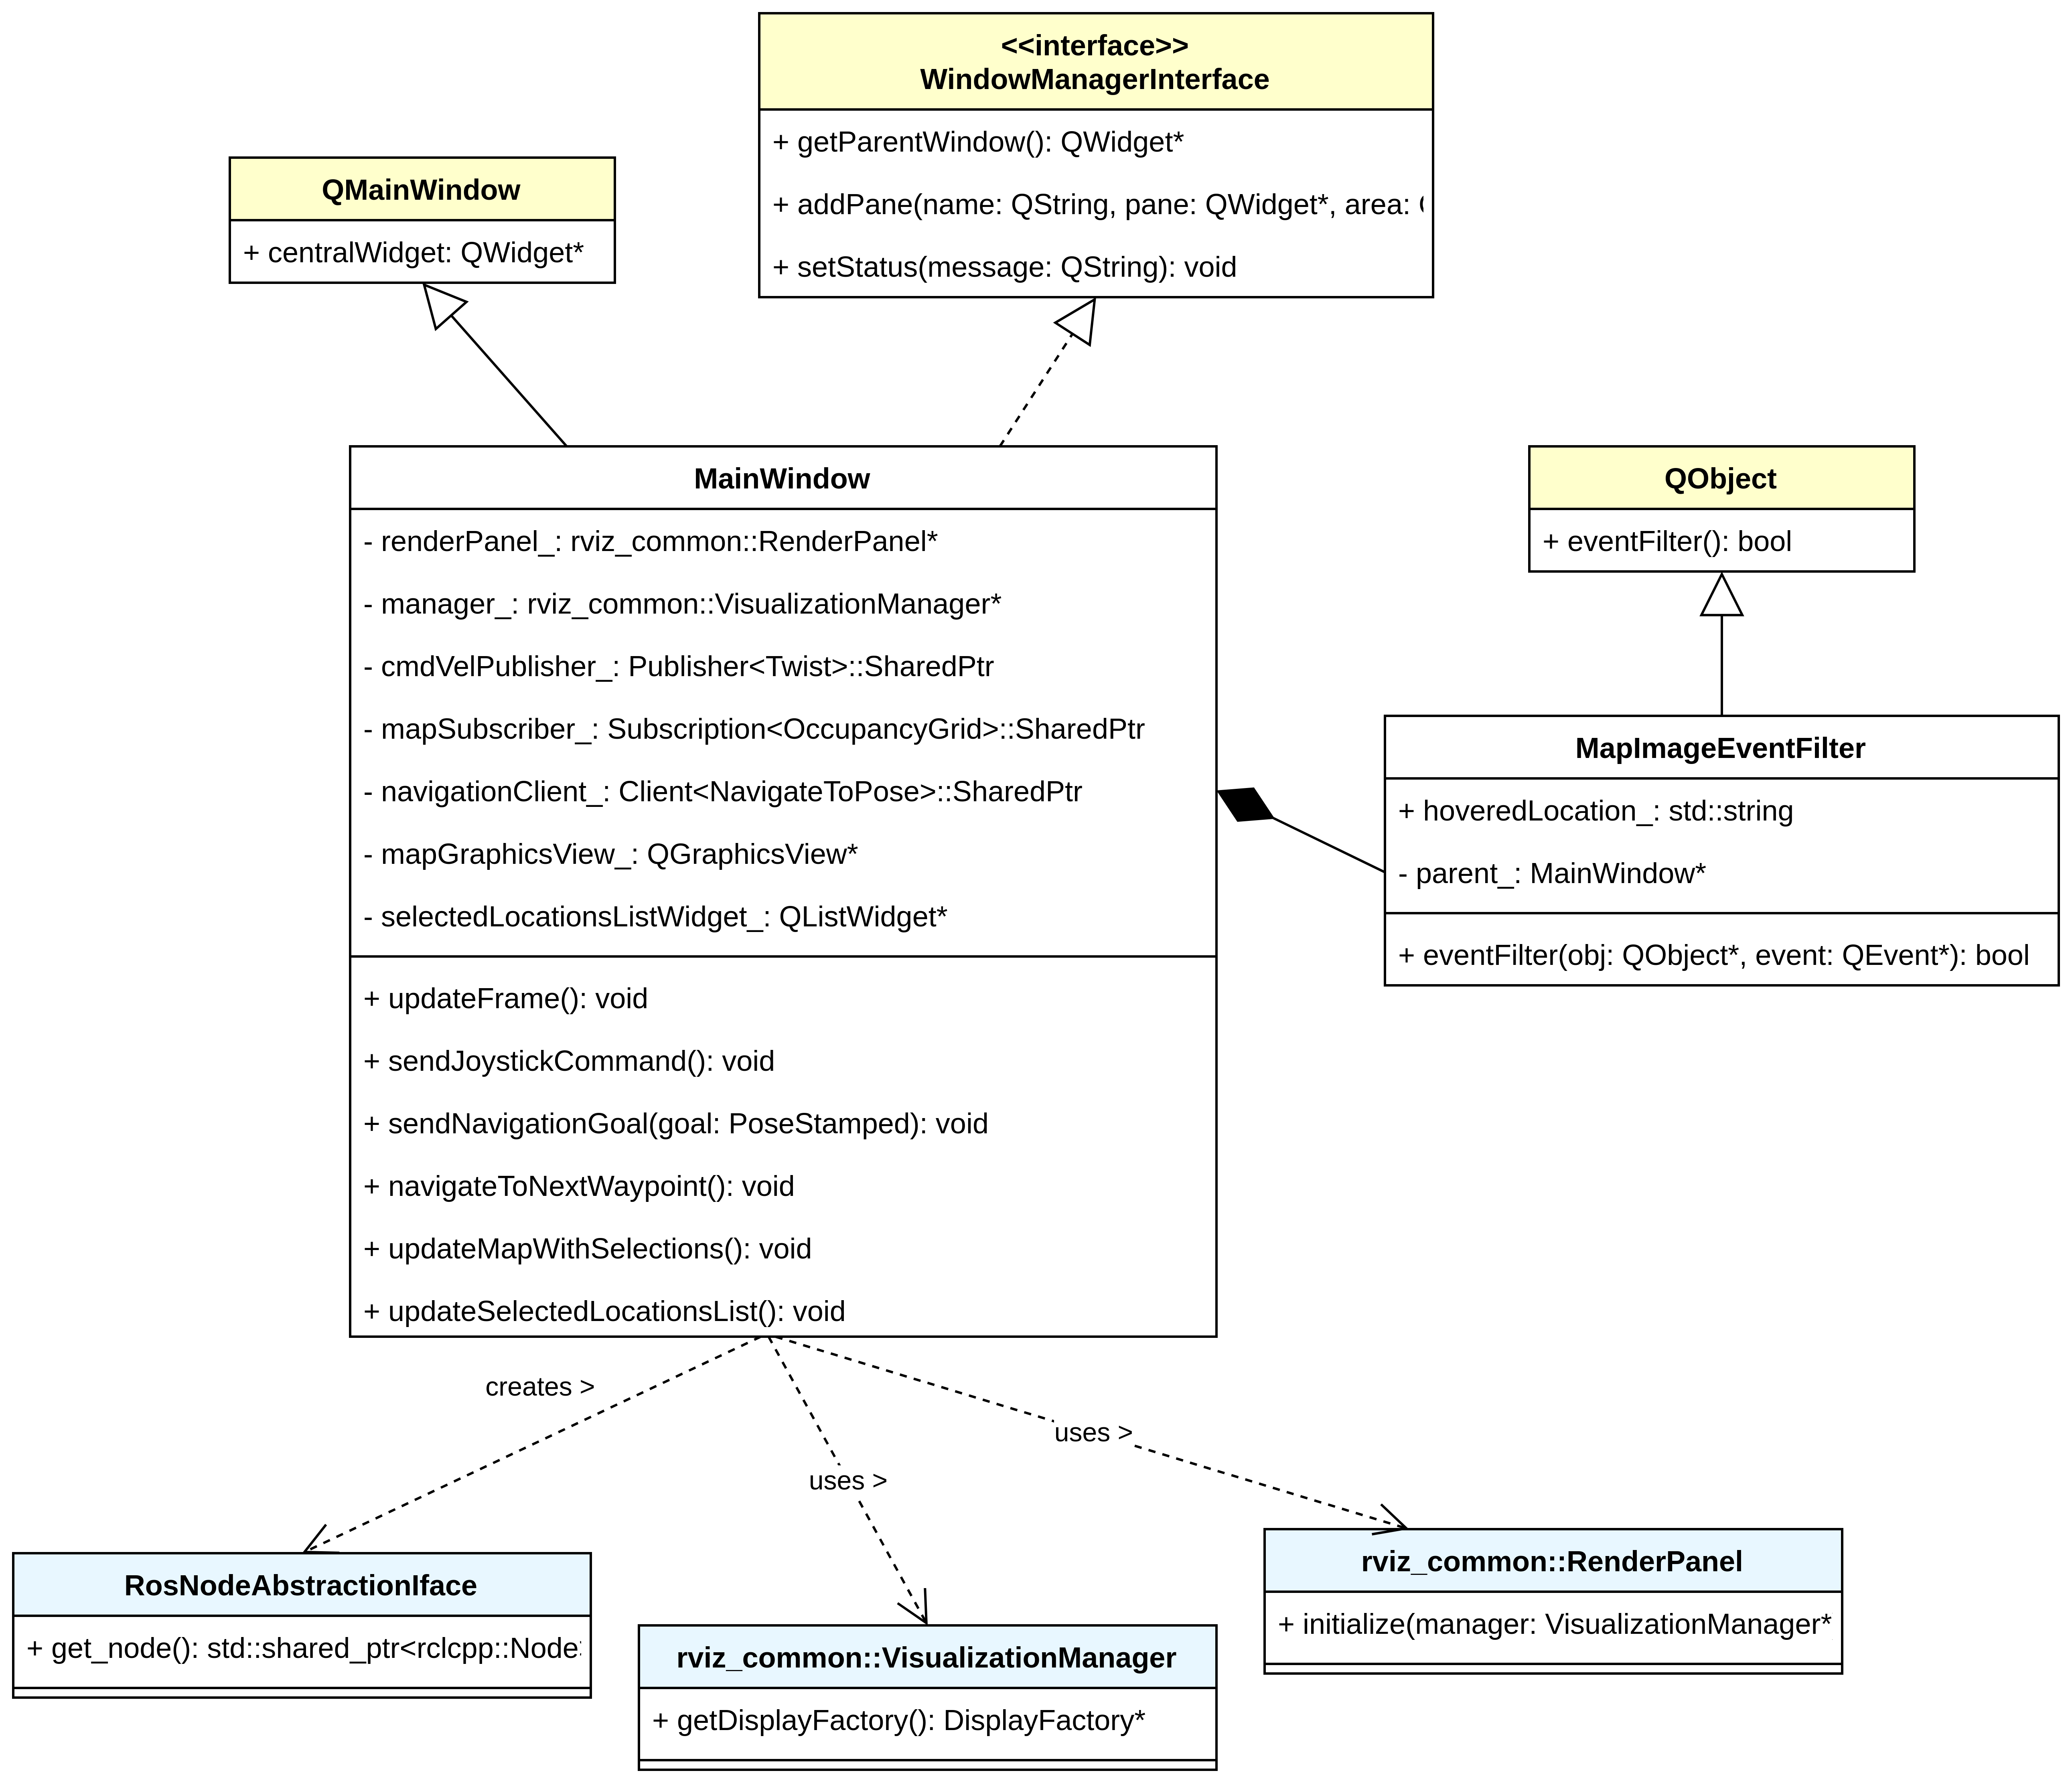 <<interface>>
WindowManagerInterface
+ getParentWindow(): QWidget*
+ addPane(name: QString, pane: QWidget*, area:
+ setStatus(message: QString): void
QMainWindow
+ centralWidget: QWidget*
MainWindow
- renderPanel_: rviz_common::RenderPanel*
- manager_: rviz_common::VisualizationManager*
- cmdVelPublisher_: Publisher<Twist>::SharedPtr
- mapSubscriber_: Subscription<OccupancyGrid>::SharedPtr
- navigationClient_: Client<NavigateToPose>::SharedPtr
- mapGraphicsView_: QGraphicsView*
- selectedLocationsListWidget_: QListWidget*
+ updateFrame(): void
+ sendJoystickCommand(): void
+ sendNavigationGoal(goal: PoseStamped): void
+ navigateToNextWaypoint(): void
+ updateMapWithSelections(): void
+ updateSelectedLocationsList(): void
QObject
+ eventFilter(): bool
MapImageEventFilter
+ hoveredLocation_: std::string
- parent_: MainWindow*
+ eventFilter(obj: QObject*, event: QEvent*): bool
creates >
uses >
uses >
RosNodeAbstractionIface
+ get_node(): std::shared_ptr<rclcpp::Node
rviz_common::VisualizationManager
+ getDisplayFactory(): DisplayFactory*
rviz_common::RenderPanel
+ initialize(manager: VisualizationManager*